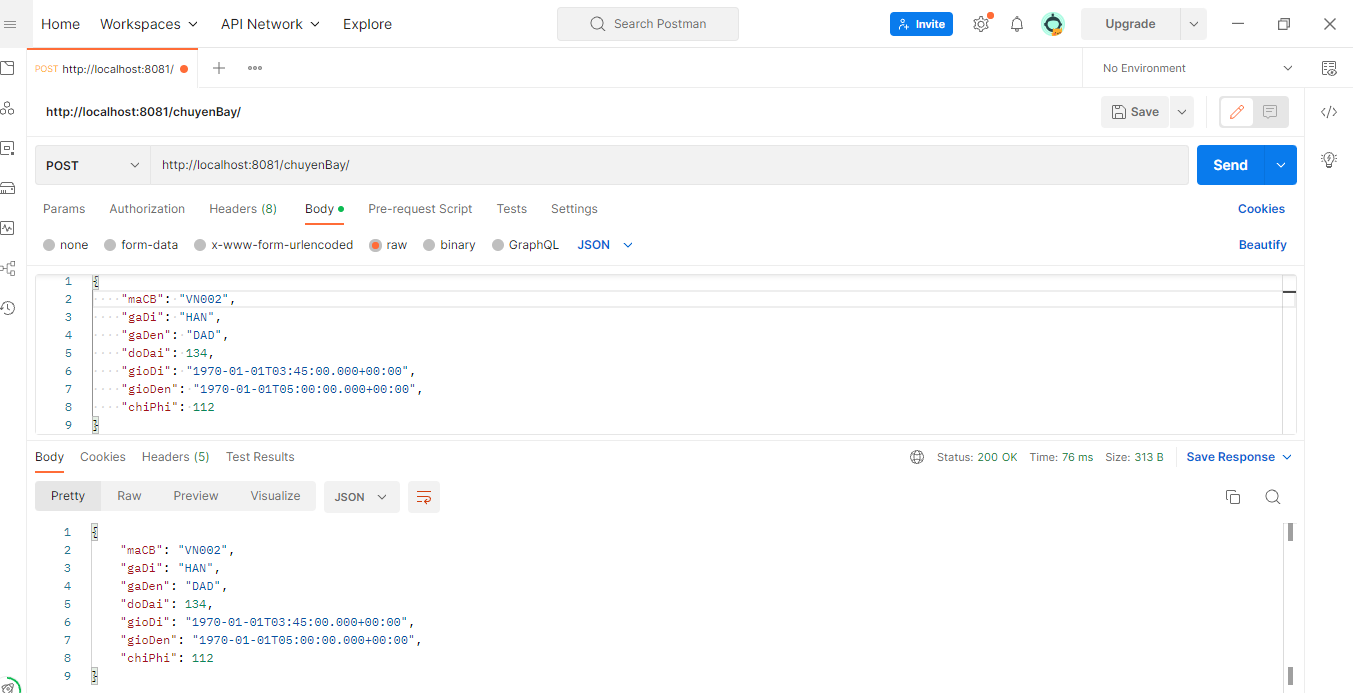 Home Workspaces API Network Explore Search Postman Invite Upgrade
POST http://localhost:8081/ No Environment
http://localhost:8081/chuyenBay/ Save
POST http://localhost:8081/chuyenBay/ Send
Params Authorization Headers (8) Body Pre-request Script Tests Settings Cookies
none form-data x-www-form-urlencoded raw binary GraphQL JSON Beautify
1 {
2 "maCB": "VN002",
3 "gaDi": "HAN",
4 "gaDen": "DAD",
5 "doDai": 134,
6 "gioDi": "1970-01-01T03:45:00.000+00:00",
7 "gioDen": "1970-01-01T05:00:00.000+00:00",
8 "chiPhi": 112
9 }
Body Cookies Headers (5) Test Results Status: 200 OK Time: 76 ms Size: 313 B Save Response
Pretty Raw Preview Visualize JSON
1 {
2 "maCB": "VN002",
3 "gaDi": "HAN",
4 "gaDen": "DAD",
5 "doDai": 134,
6 "gioDi": "1970-01-01T03:45:00.000+00:00",
7 "gioDen": "1970-01-01T05:00:00.000+00:00",
8 "chiPhi": 112
9 }